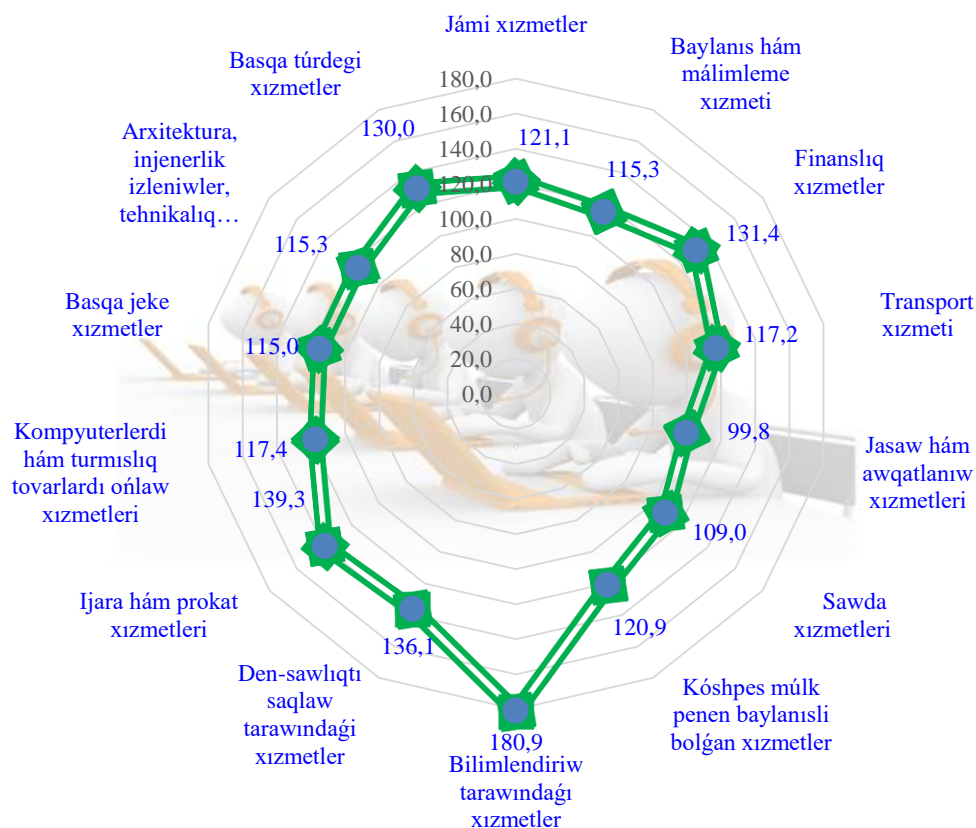 Jámi xızmetler
Baylanıs hám
málimleme
xızmeti
Finanslıq
xızmetler
Transport
xızmeti
Jasaw hám
awqatlanıw
xızmetleri
Sawda
xızmetleri
Kóshpes múlk
penen baylanısli
bolǵan xızmetler
Bilimlendiriw
tarawındaǵı
xızmetler
Den-sawlıqtı
saqlaw
tarawındaǵi
xızmetler
Ijara hám prokat
xızmetleri
Kompyuterlerdi
hám turmıslıq
tovarlardı ońlaw
xızmetleri
Basqa jeke
xızmetler
Arxitektura,
injenerlik
izleniwler,
tehnikalıq…
Basqa túrdegi
xızmetler
180,0
160,0
140,0
120,0
100,0
80,0
60,0
40,0
20,0
0,0
121,1
115,3
131,4
117,2
99,8
109,0
120,9
180,9
136,1
139,3
117,4
115,0
115,3
130,0